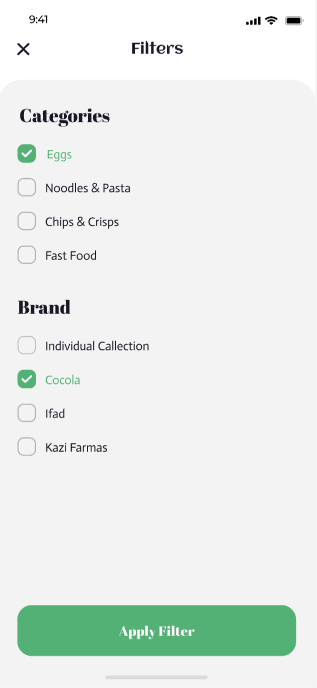 9:41
Filters
Categories
Eggs
Noodles & Pasta
Chips & Crisps
Fast Food
Brand
Individual Callection
Cocola
Ifad
Kazi Farmas
Apply Filter